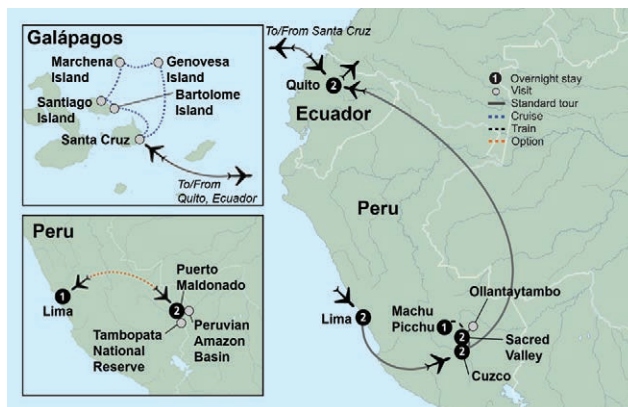 Galápagos
Marchena
Island
Genovesa
Island
Santiago
Island
Bartolome
Island
Santa Cruz
To/From
Quito, Ecuador
Peru
Puerto
Maldonado
1
Lima
2
Tambopata
National
Reserve
Peruvian
Amazon
Basin
To/From Santa Cruz
Quito
2
Ecuador
1 Overnight stay
Visit
Standard tour
Cruise
Train
Option
Peru
Ollantaytambo
Lima
2
Machu
Picchu
1
2
Sacred
Valley
2
Cuzco